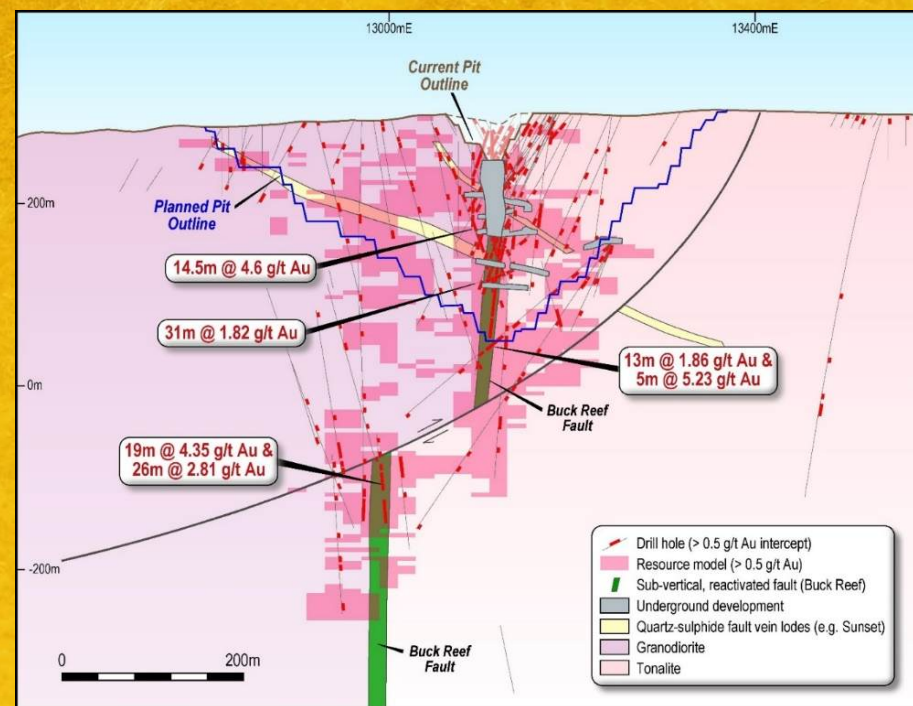 13000mE
13400mE
Current Pit
Outline
200m
Planned Pit
Outline
14.5m @ 4.6 g/t Au
31m @ 1.82 g/t Au
0m
13m @ 1.86 g/t Au &
5m @ 5.23 g/t Au
Buck Reef
Fault
19m @ 4.35 g/t Au &
26m @ 2.81 g/t Au
-200m
Drill hole (> 0.5 g/t Au intercept)
Resource model (> 0.5 g/t Au)
Sub-vertical, reactivated fault (Buck Reef)
Underground development
Quartz-sulphide fault vein lodes (e.g. Sunset)
Granodiorite
Tonalite
Buck Reef
Fault
0
200m